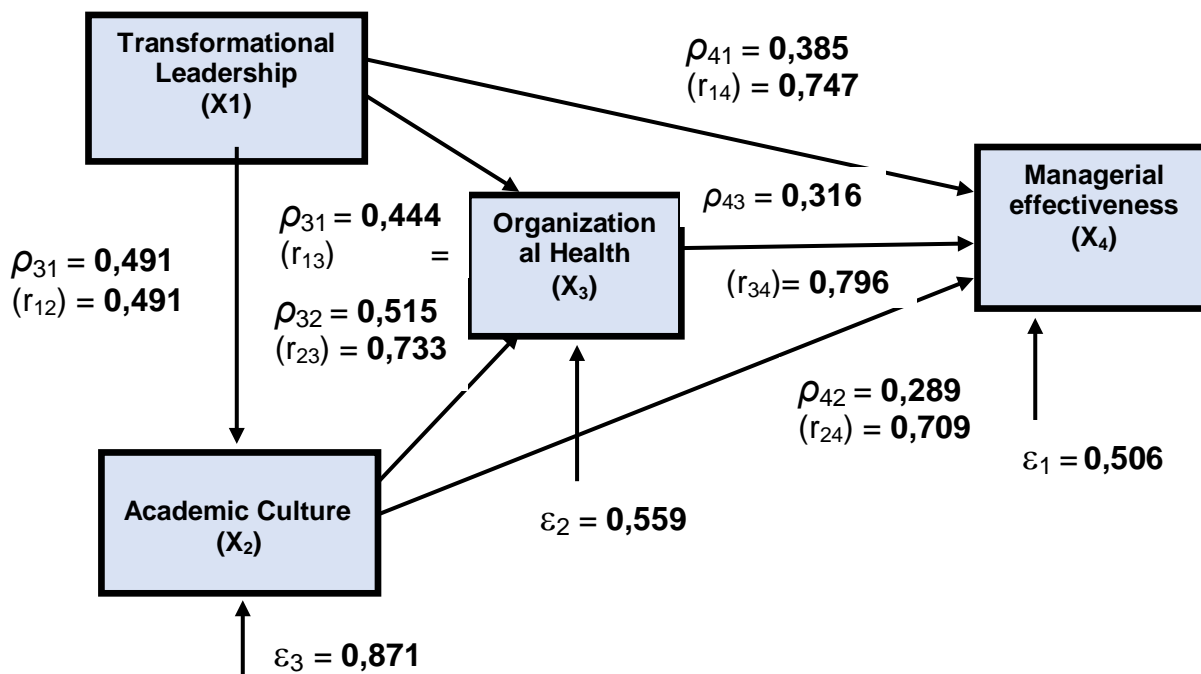 Transformational
Leadership
(X1)
ρ41 = 0,385
(r14) = 0,747
Managerial
effectiveness
(X4)
ρ43 = 0,316
Organization
al Health
(X3)
ρ31 = 0,444
(r13) =
ρ31 = 0,491
(r12) = 0,491
(r34)= 0,796
ρ32 = 0,515
(r23) = 0,733
ρ42 = 0,289
(r24) = 0,709
ε1 = 0,506
Academic Culture
(X2)
ε2 = 0,559
ε3 = 0,871